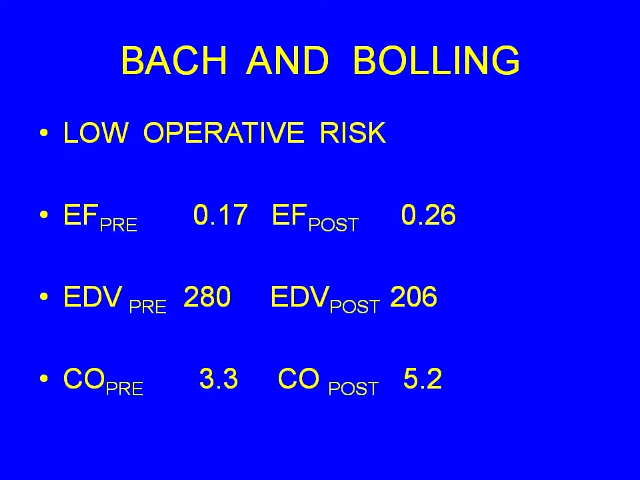 BACH AND BOLLING
• LOW OPERATIVE RISK
• EFPRE 0.17 EFPOST 0.26
• EDV PRE 280 EDVPOST 206
• COPRE 3.3 CO POST 5.2